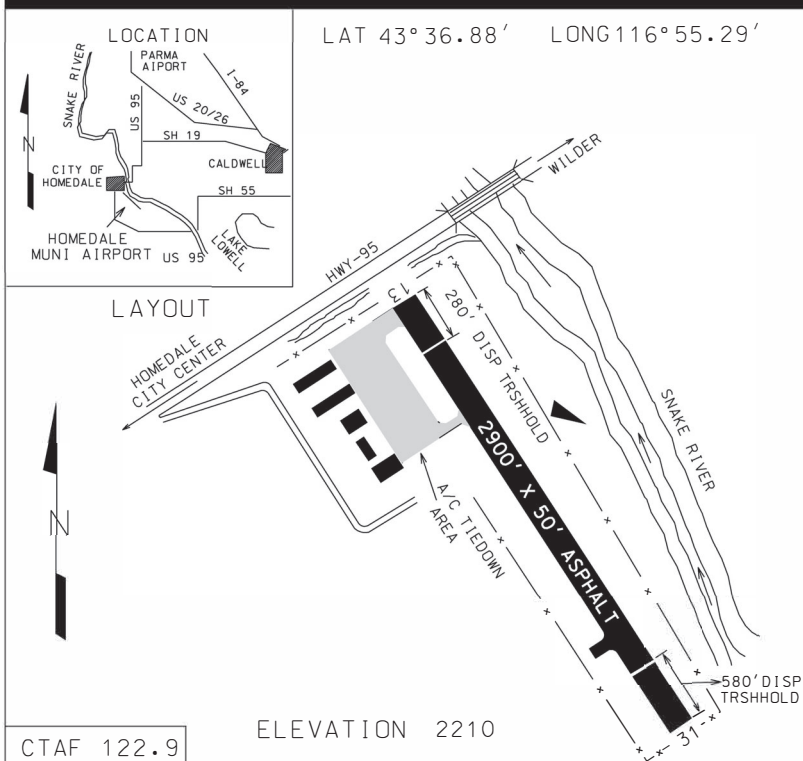 LOCATION
LAT 43°36.88′ LONG 116°55.29′
PARMA
AIPORT
SNAKE RIVER
US 95
I-84
US 20/26
SH 19
N
CITY OF
HOMEDALE
CALDWELL
SH 55
HOMEDALE
MUNI AIRPORT
US 95
LAKE
LOWELL
WILDER
HWY-95
LAYOUT
HOMEDALE
CITY CENTER
13
280′ DISP TRSHHOLD
SNAKE RIVER
2900′ X 50′ ASPHALT
A/C TIEDOWN
AREA
N
580′DISP
TRSHHOLD
31
ELEVATION 2210
CTAF 122.9